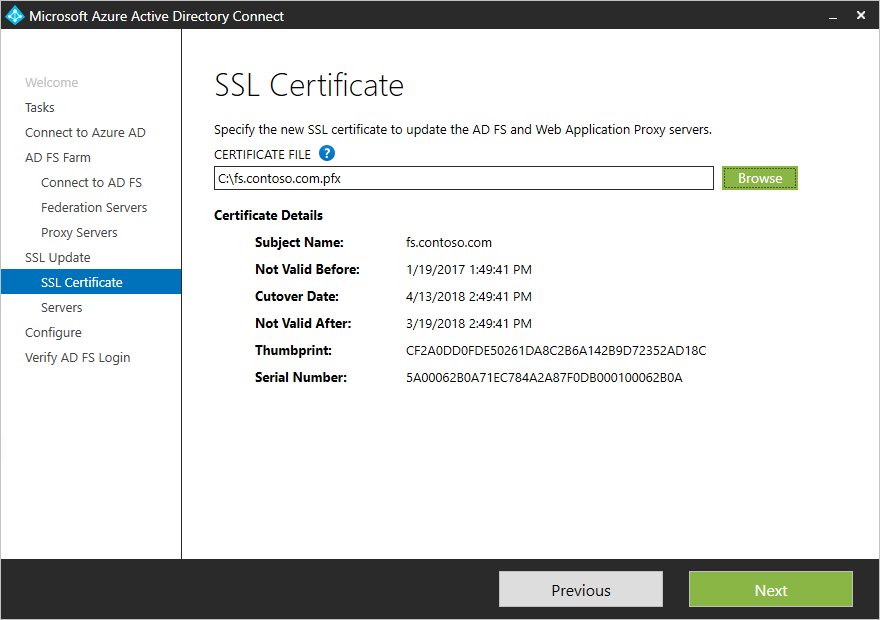 Microsoft Azure Active Directory Connect
Welcome
Tasks
Connect to Azure AD
AD FS Farm
Connect to AD FS
Federation Servers
Proxy Servers
SSL Update
SSL Certificate
Servers
Configure
Verify AD FS Login
SSL Certificate
Specify the new SSL certificate to update the AD FS and Web Application Proxy servers.
CERTIFICATE FILE ?
C:\fs.contoso.com.pfx Browse
Certificate Details
Subject Name: fs.contoso.com
Not Valid Before: 1/19/2017 1:49:41 PM
Cutover Date: 4/13/2018 2:49:41 PM
Not Valid After: 3/19/2018 2:49:41 PM
Thumbprint: CF2A0DD0FDE50261DA8C2B6A142B9D72352AD18C
Serial Number: 5A00062B0A71EC784A2A87F0DB000100062B0A
Previous Next